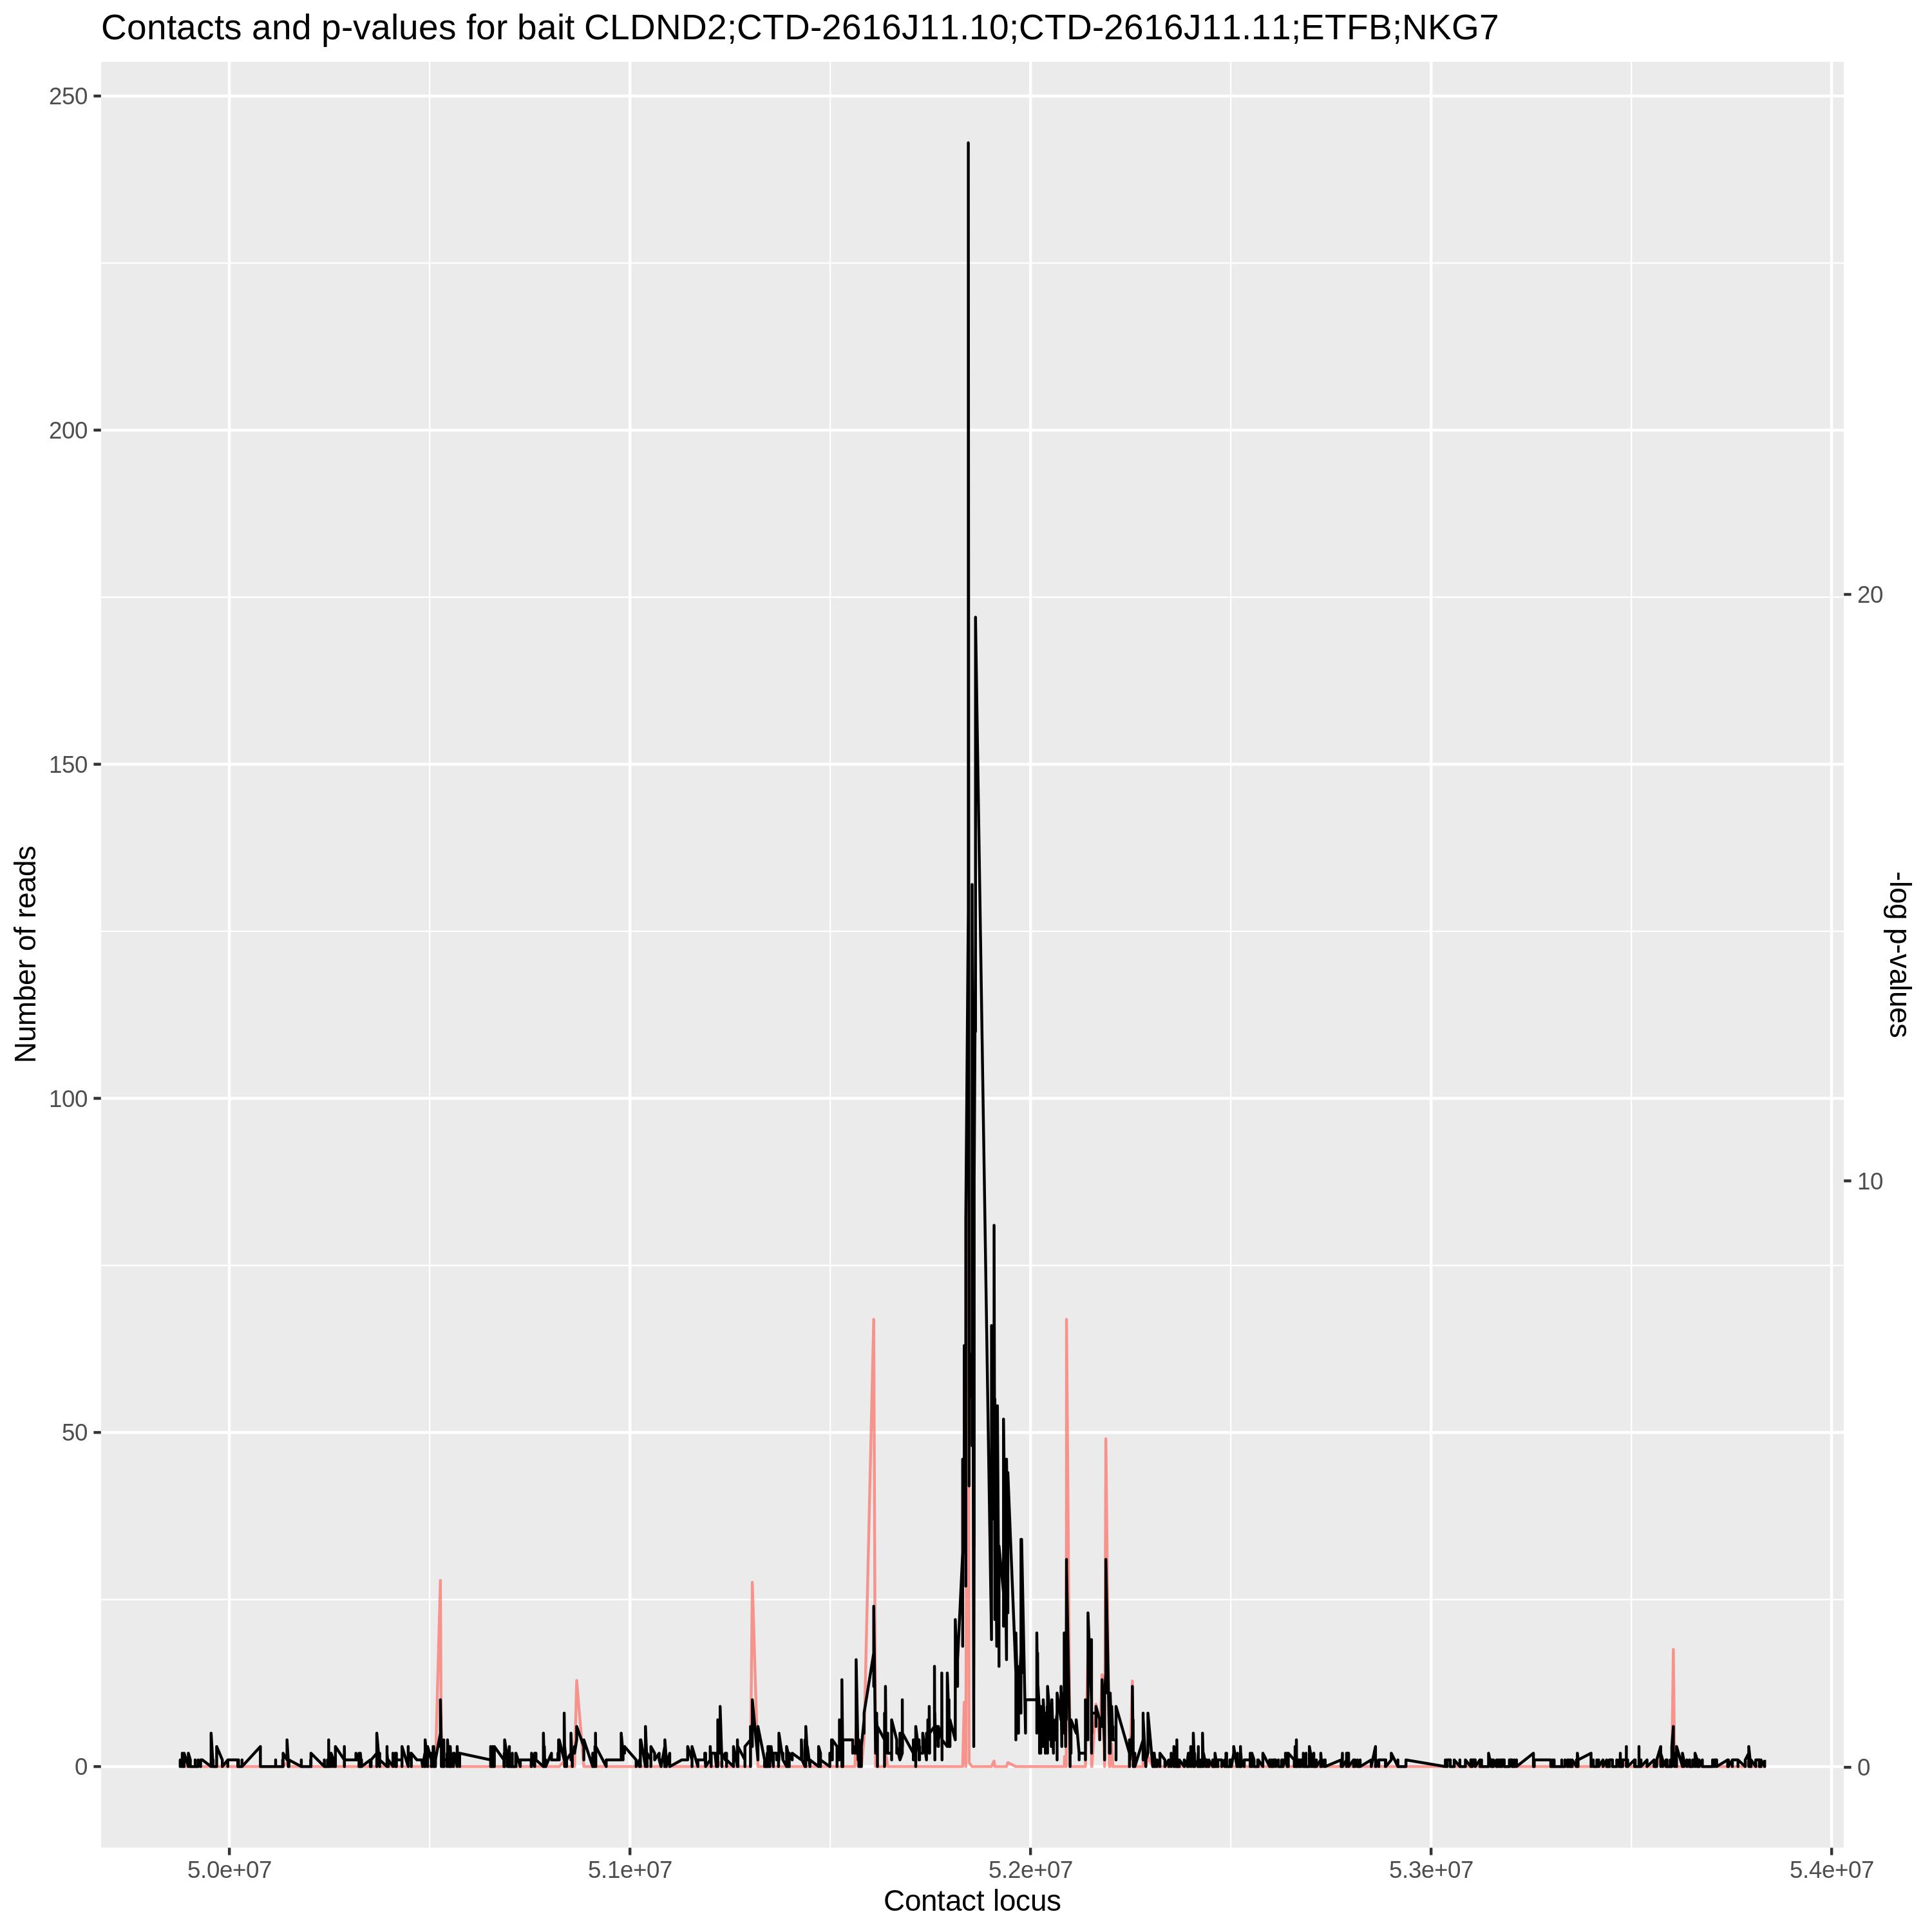 Contacts and p-values for bait CLDND2;CTD-2616J11.10;CTD-2616J11.11;ETFB;NKG7
250
200
150
100
50
0
Number of reads
20
10
0
-log p-values
5.0e+07 5.1e+07 5.2e+07 5.3e+07 5.4e+07
Contact locus